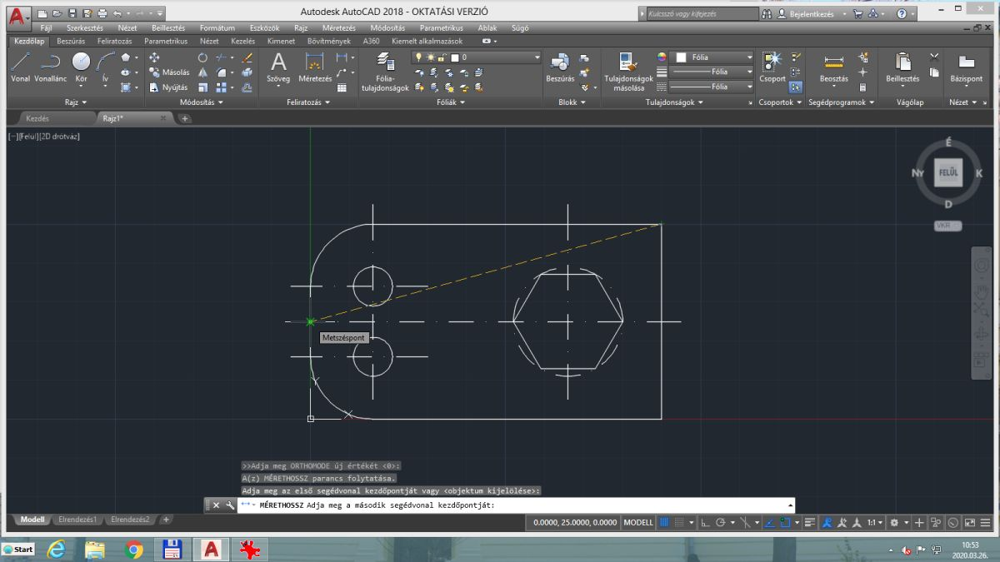 Autodesk AutoCAD 2018 - OKTATÁSI VERZIÓ
Kulcsszó vagy kifejezés
Bejelentkezés
Fájl Szerkesztés Nézet Beillesztés Formátum Eszközök Rajz Méretezés Módosítás Parametrikus Ablak Súgó
Kezdőlap Beszúrás Feliratozás Parametrikus Nézet Kezelés Kimenet Bővítmények A360 Kiemelt alkalmazások
Vonal Vonallánc Kör Ív
Másolás
Nyújtás
Szöveg Méretezés
Fólia-
tulajdonságok
0
Beszúrás
Tulajdonságok
másolása
Fólia
Fólia
Fólia
Csoport
Beosztás
Beillesztés
Bázispont
Rajz Módosítás Feliratozás Fóliák Blokk Tulajdonságok Csoportok Segédprogramok Vágólap Nézet
Kezdés Rajz1*
[−][Felül][2D drótváz]
É
Ny FELÜL K
D
VKR
Metszéspont
>>Adja meg ORTHOMODE új értékét <0>:
A(z) MÉRETHOSSZ parancs folytatása.
Adja meg az első segédvonal kezdőpontját vagy <objektum kijelölése>:
MÉRETHOSSZ Adja meg a második segédvonal kezdőpontját:
Modell Elrendezés1 Elrendezés2 +
0.0000, 25.0000, 0.0000 MODELL 1:1
Start
10:53
2020.03.26.